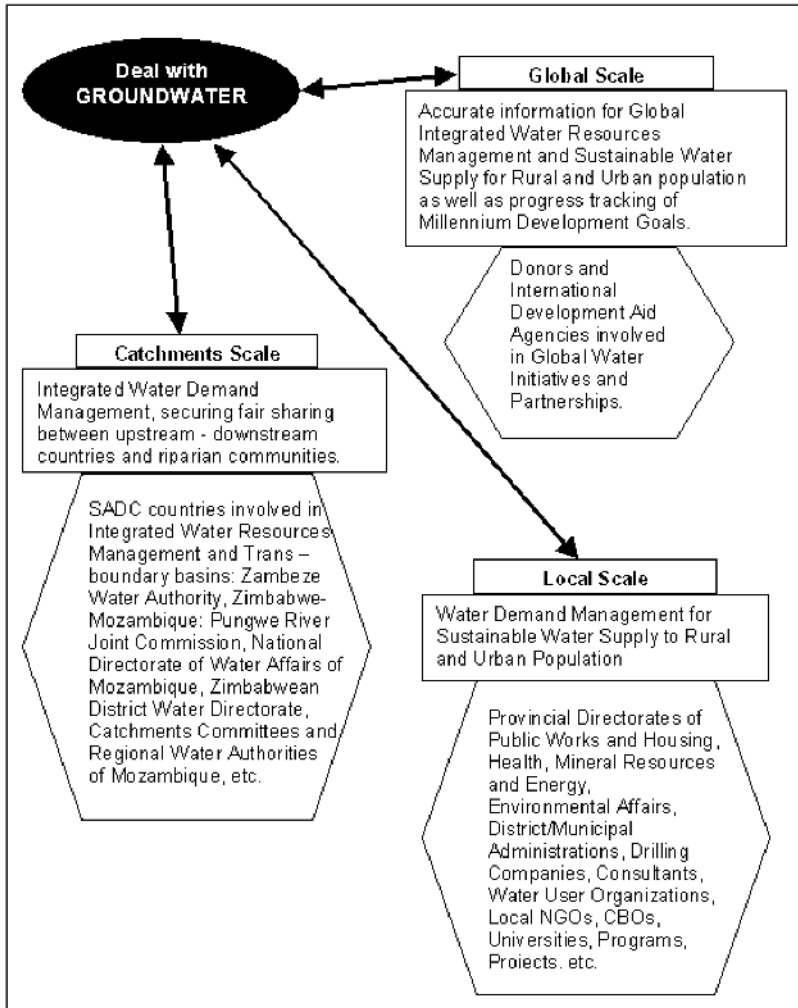 Deal with
GROUNDWATER
Global Scale
Accurate information for Global
Integrated Water Resources
Management and Sustainable Water
Supply for Rural and Urban population
as well as progress tracking of
Millennium Development Goals.
Donors and
International
Development Aid
Agencies involved
in Global Water
Initiatives and
Partnerships.
Catchments Scale
Integrated Water Demand
Management, securing fair sharing
between upstream - downstream
countries and riparian communities.
SADC countries involved in
Integrated Water Resources
Management and Trans –
boundary basins: Zambeze
Water Authority, Zimbabwe-
Mozambique: Pungwe River
Joint Commission, National
Directorate of Water Affairs of
Mozambique, Zimbabwean
District Water Directorate,
Catchments Committees and
Regional Water Authorities
of Mozambique, etc.
Local Scale
Water Demand Management for
Sustainable Water Supply to Rural
and Urban Population
Provincial Directorates of
Public Works and Housing,
Health, Mineral Resources
and Energy,
Environmental Affairs,
District/Municipal
Administrations, Drilling
Companies, Consultants,
Water User Organizations,
Local NGOs, CBOs,
Universities, Programs,
Projects. etc.